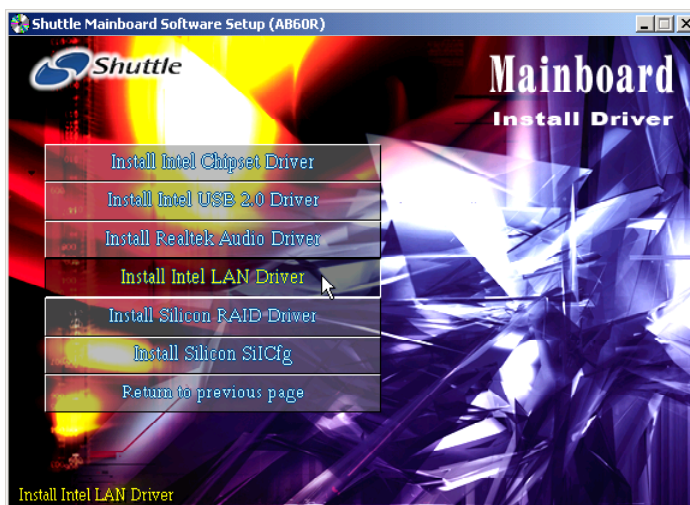 Shuttle Mainboard Software Setup (AB60R)
Shuttle
Mainboard
Install Driver
Install Intel Chipset Driver
Install Intel USB 2.0 Driver
Install Realtek Audio Driver
Install Intel LAN Driver
Install Silicon RAID Driver
Install Silicon SiICfg
Return to previous page
Install Intel LAN Driver